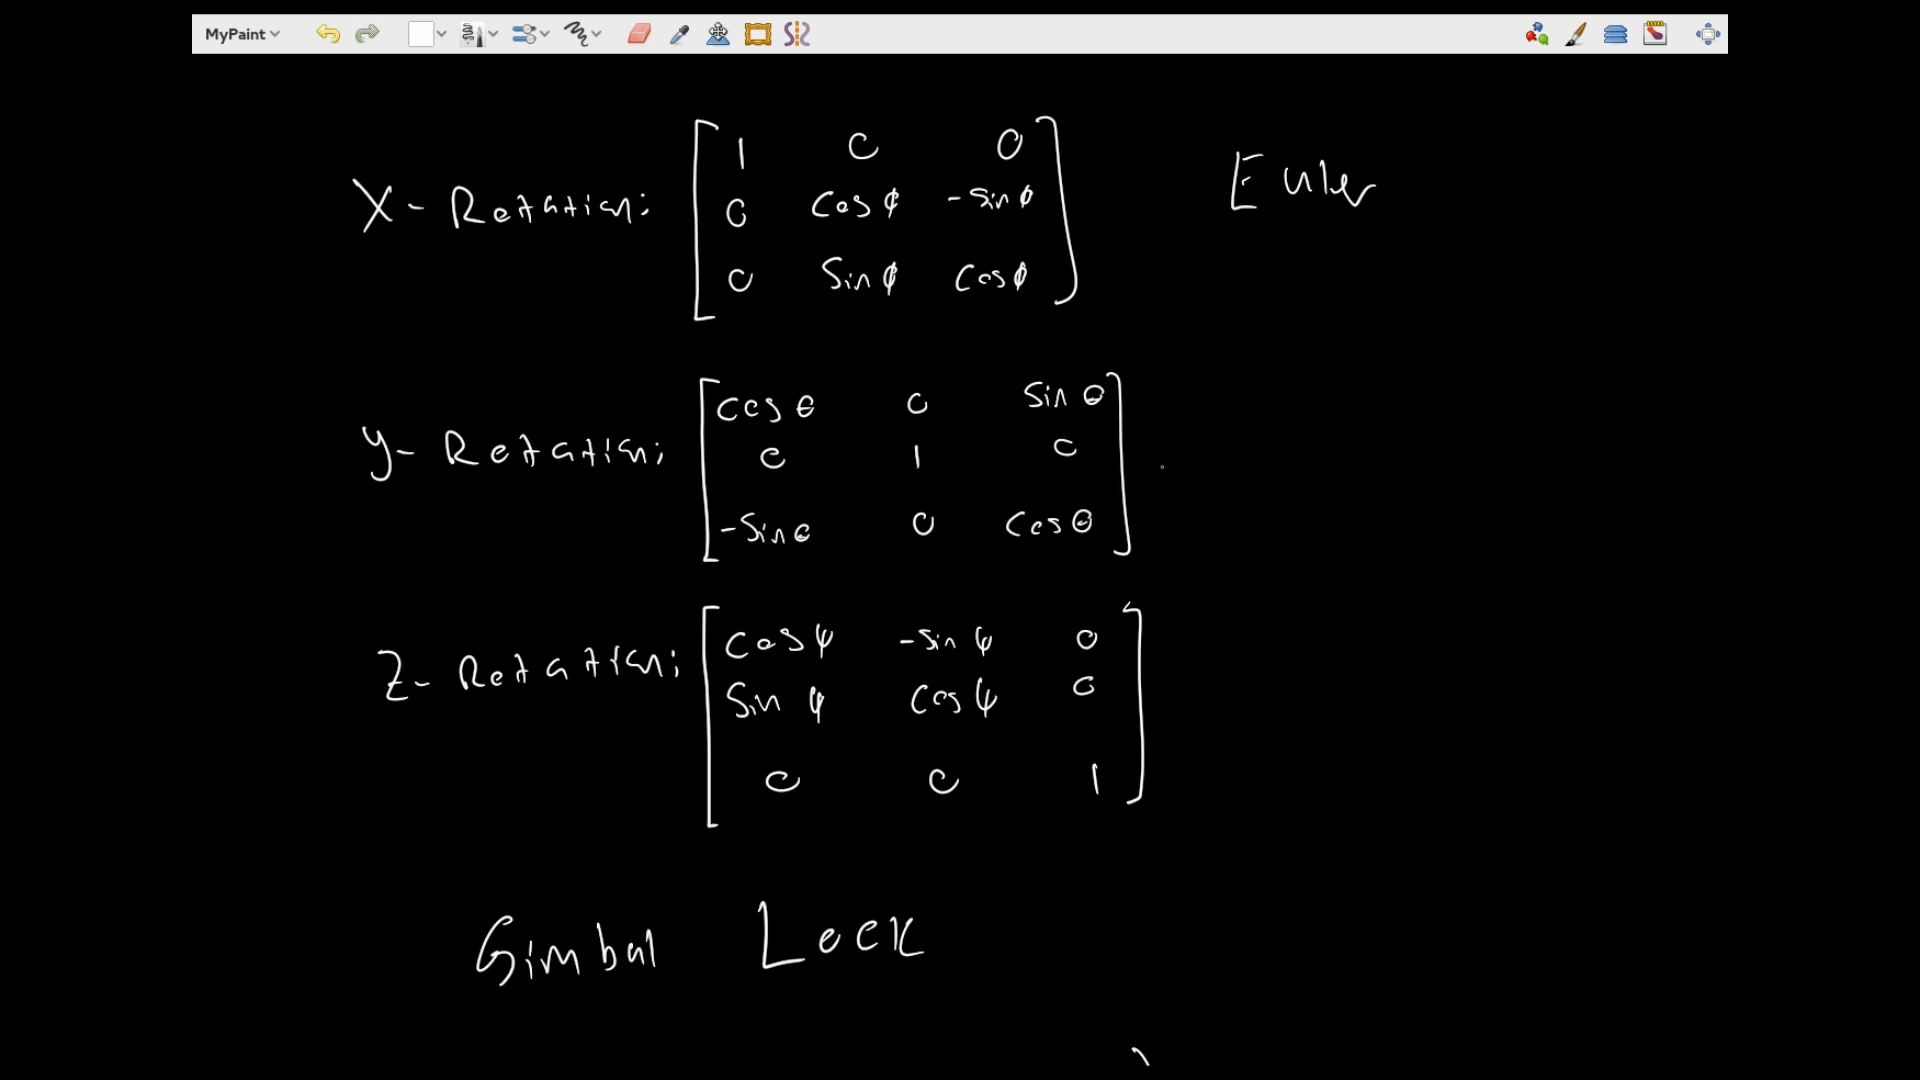 MyPaint
1 0 0
Euler
X-Rotation: 0 cos φ -sin φ
0 sin φ cos φ
cos θ 0 sin θ
Y-Rotation: 0 1 0
-sin θ 0 cos θ
cos ψ -sin ψ 0
Z-Rotation: sin ψ cos ψ 0
0 0 1
Gimbal Lock